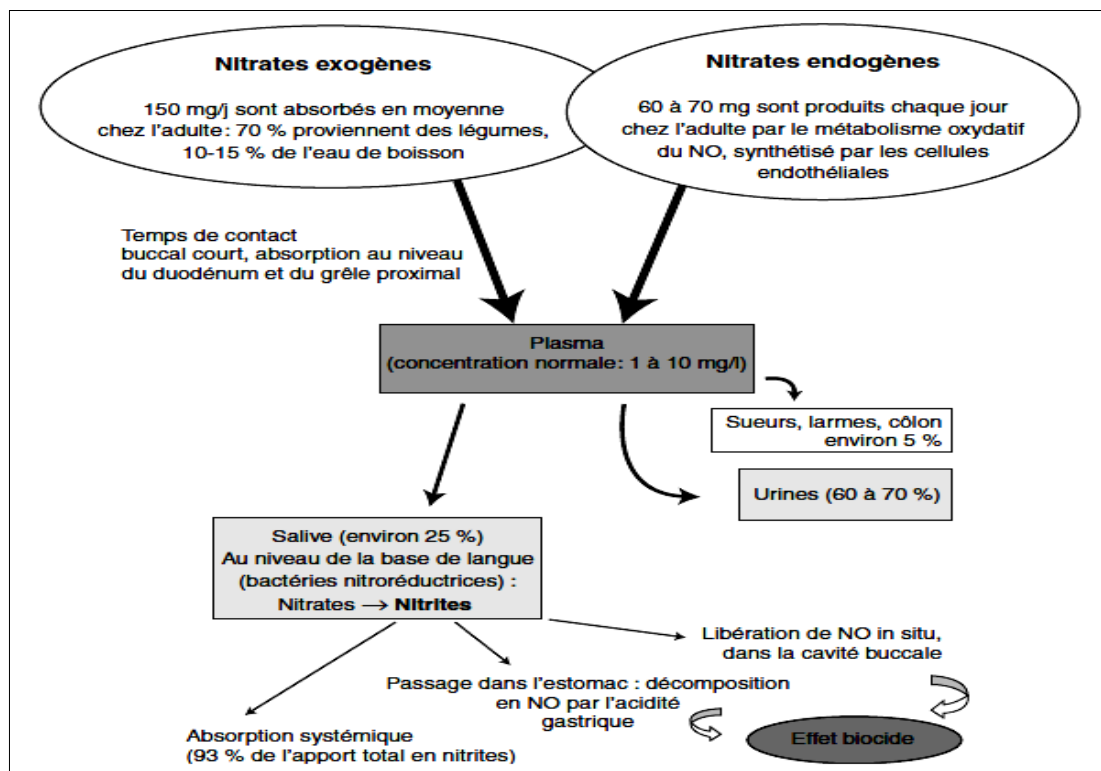 Nitrates exogènes
150 mg/j sont absorbés en moyenne
chez l'adulte: 70 % proviennent des légumes,
10-15 % de l'eau de boisson
Nitrates endogènes
60 à 70 mg sont produits chaque jour
chez l'adulte par le métabolisme oxydatif
du NO, synthétisé par les cellules
endothéliales
Temps de contact
buccal court, absorption au niveau
du duodénum et du grêle proximal
Plasma
(concentration normale: 1 à 10 mg/l)
Sueurs, larmes, côlon
environ 5 %
Urines (60 à 70 %)
Salive (environ 25 %)
Au niveau de la base de langue
(bactéries nitroréductrices) :
Nitrates → Nitrites
Libération de NO in situ,
dans la cavité buccale
Passage dans l'estomac : décomposition
en NO par l'acidité
gastrique
Effet biocide
Absorption systémique
(93 % de l'apport total en nitrites)